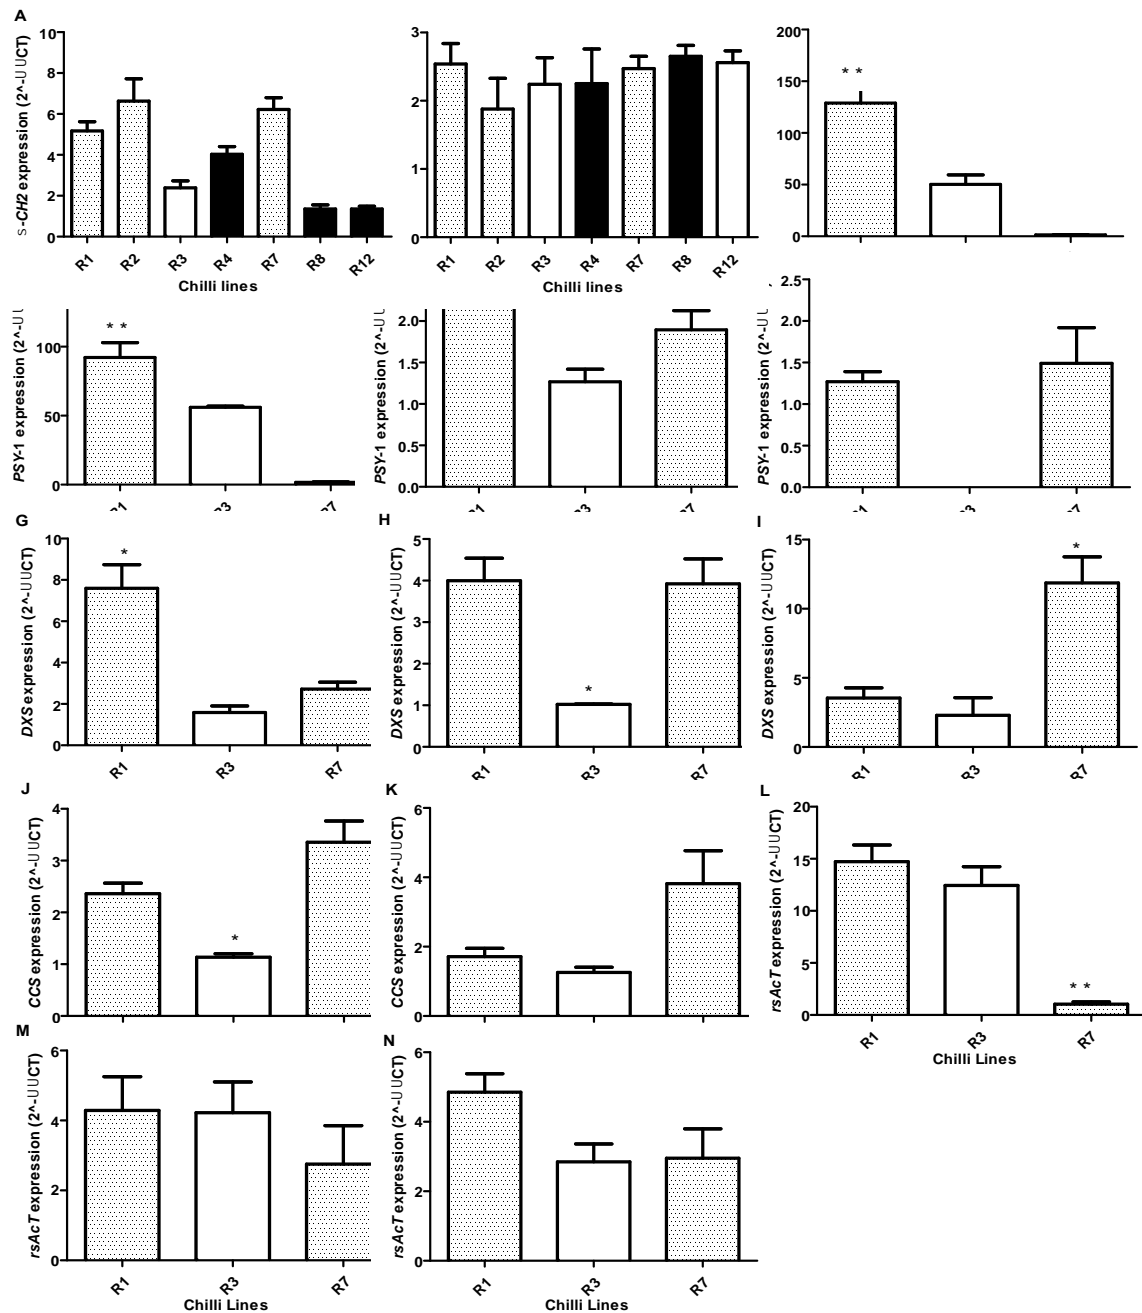 A
s-CH2 expression (2^-UUCT)
10
8
6
4
2
0
R1
R2
R3
R4
R7
R8
R12
Chilli lines
3
2
1
0
R1
R2
R3
R4
R7
R8
R12
Chilli lines
200
150
100
50
0
* *
PSY-1 expression (2^-UU
100
50
0
* *
R3
PSY-1 expression (2^-UU
2.0
1.5
1.0
0.5
0.0
R3
PSY-1 expression (2^-UU
2.5
2.0
1.5
1.0
0.5
0.0
R3
G
DXS expression (2^-UUCT)
10
8
6
4
2
0
*
R1
R3
R7
H
DXS expression (2^-UUCT)
5
4
3
2
1
0
*
R1
R3
R7
I
DXS expression (2^-UUCT)
15
10
5
0
*
R1
R3
R7
J
CCS expression (2^-UUCT)
4
3
2
1
0
*
K
CCS expression (2^-UUCT)
6
4
2
0
L
rsAcT expression (2^-UUCT)
20
15
10
5
0
* *
R1
R3
R7
Chilli Lines
M
rsAcT expression (2^-UUCT)
6
4
2
0
R1
R3
R7
Chilli Lines
N
rsAcT expression (2^-UUCT)
6
4
2
0
R1
R3
R7
Chilli Lines